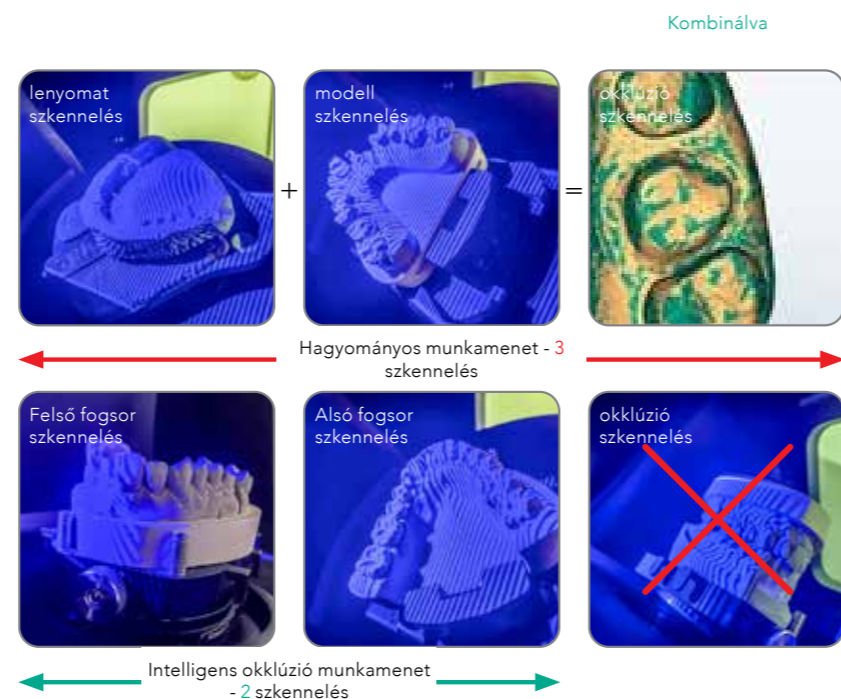 Kombinálva
lenyomat
szkennelés
modell
szkennelés
okklúzió
szkennelés
+
=
Hagyományos munkamenet - 3
szkennelés
Felső fogsor
szkennelés
Alsó fogsor
szkennelés
okklúzió
szkennelés
Intelligens okklúzió munkamenet
- 2 szkennelés